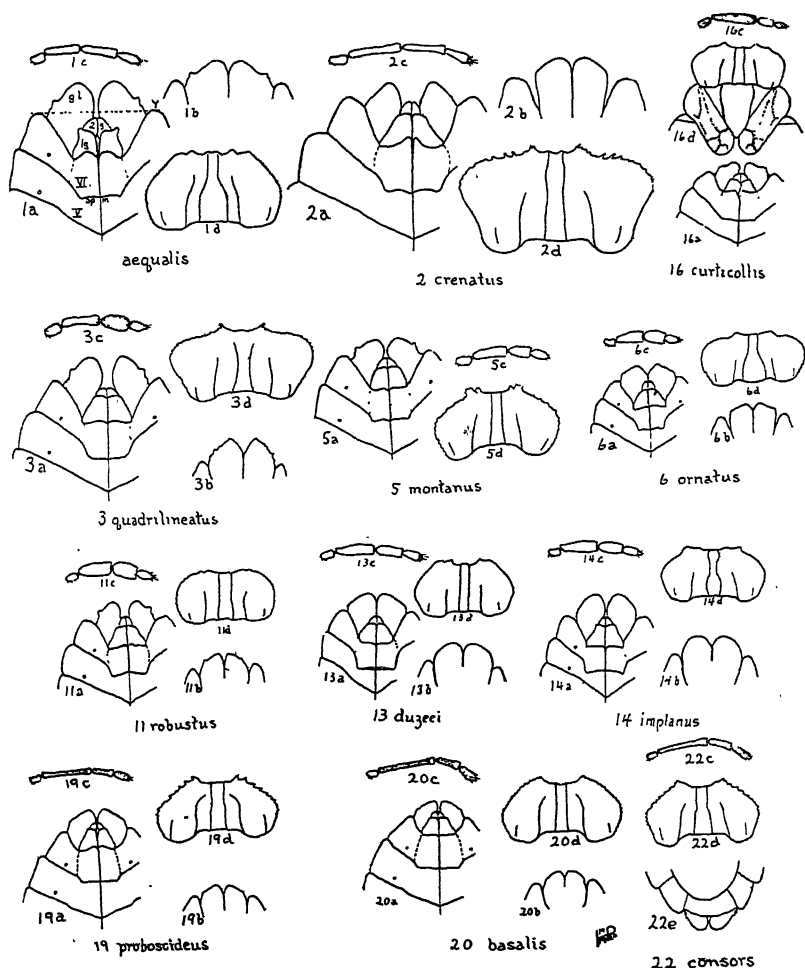 1c
2c
16c
gl
Y
1b
2 s
lg
VI.
sp m
V
1a
1d
aequalis
2b
2a
2d
2 crenatus
16d
16a
16 curticollis
3c
3d
3a
3b
3 quadrilineatus
5c
5a
5d
5 montanus
6c
6d
6a
6b
6 ornatus
11c
11d
11a
11b
11 robustus
13c
13d
13a
13b
13 duzeei
14c
14d
14a
14b
14 implanus
19c
19d
19a
19b
19 proboscideus
20c
20d
20a
20b
20 basalis
22c
22d
22e
22 consors